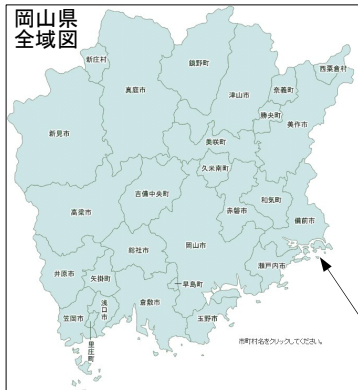 岡山県
全域図
新庄村
真庭市
鏡野町
津山市
奈義町
西粟倉村
勝央町
美作市
新見市
美咲町
久米南町
吉備中央町
和気町
赤磐市
備前市
高梁市
総社市
岡山市
瀬戸内市
井原市
矢掛町
早島町
倉敷市
浅口市
笠岡市
玉野市
里庄町
市町村名をクリックしてください。